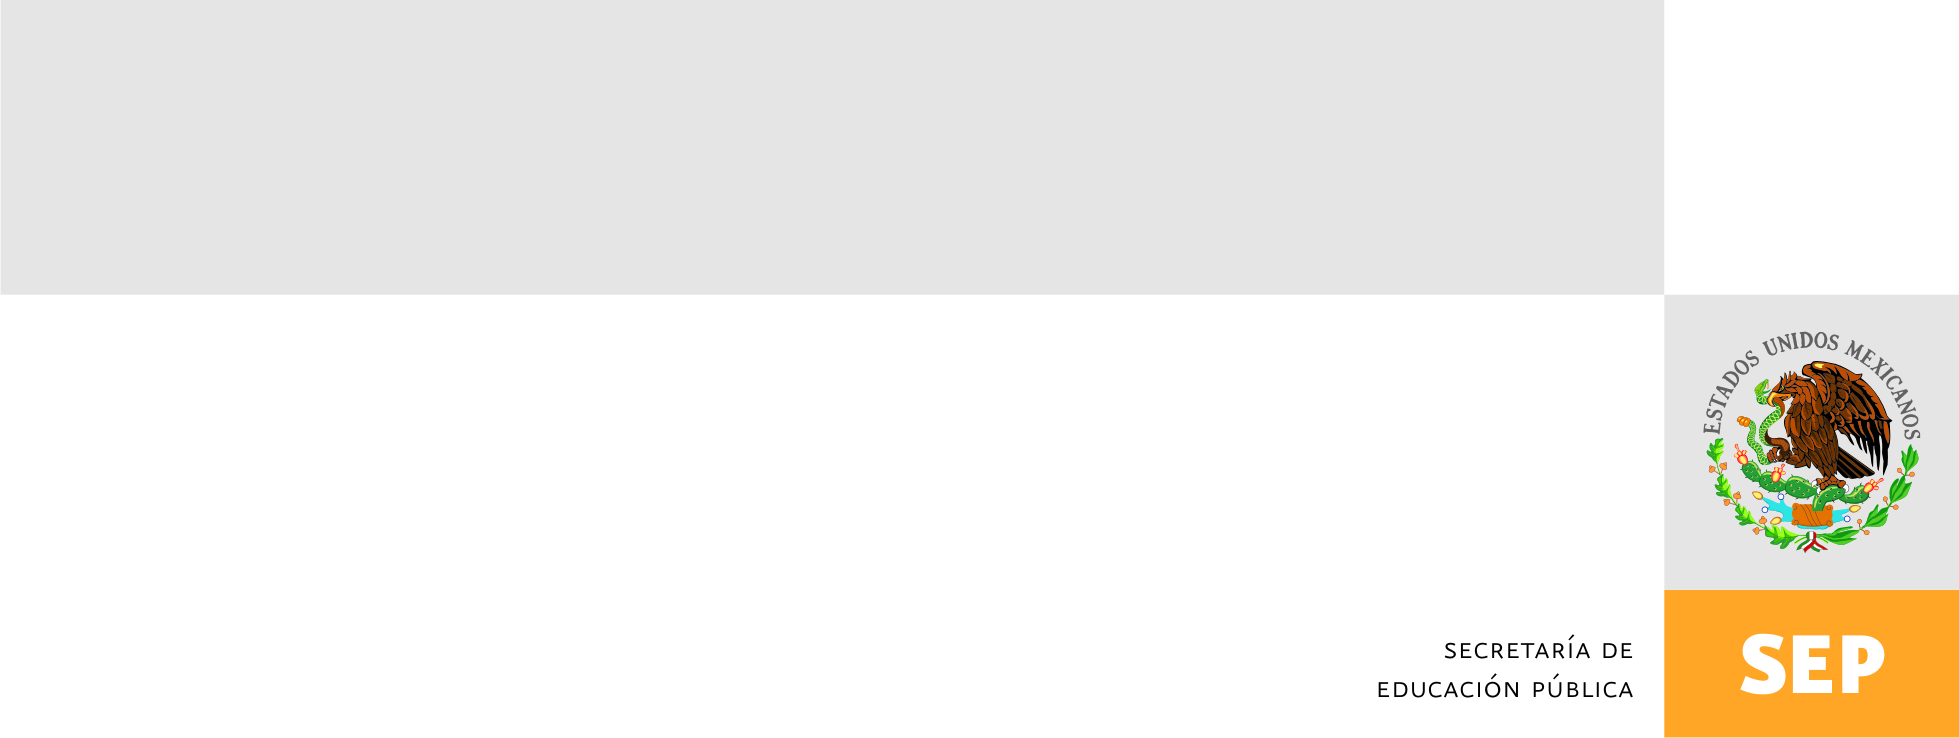 ESTADOS UNIDOS MEXICANOS
SECRETARÍA DE
EDUCACIÓN PÚBLICA
SEP